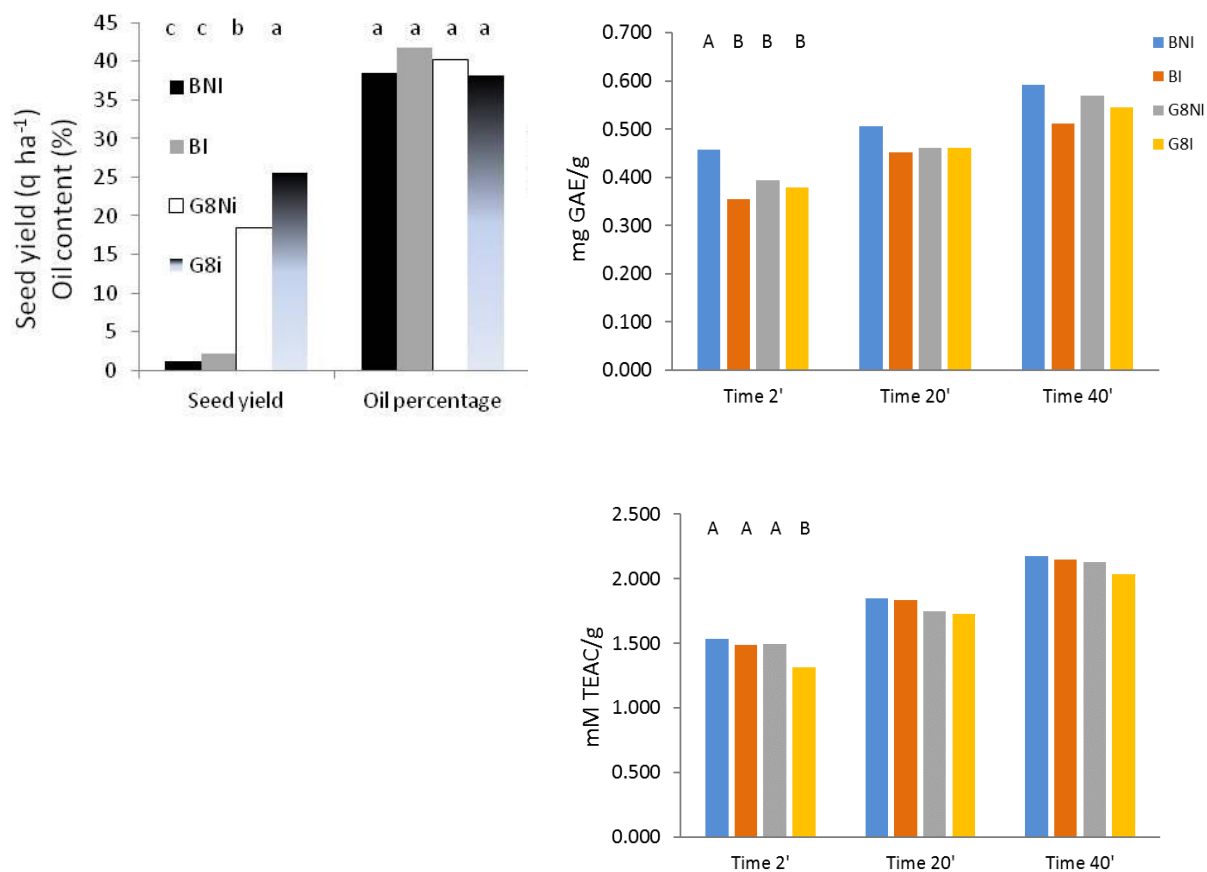 Seed yield (q ha⁻¹)
Oil content (%)
45
40
35
30
25
20
15
10
5
0
c c b a a a a a
BNI
BI
G8Ni
G8i
Seed yield Oil percentage
mg GAE/g
0.700
0.600
0.500
0.400
0.300
0.200
0.100
0.000
A B B B
BNI
BI
G8NI
G8I
Time 2' Time 20' Time 40'
mM TEAC/g
2.500
2.000
1.500
1.000
0.500
0.000
A A A B
Time 2' Time 20' Time 40'